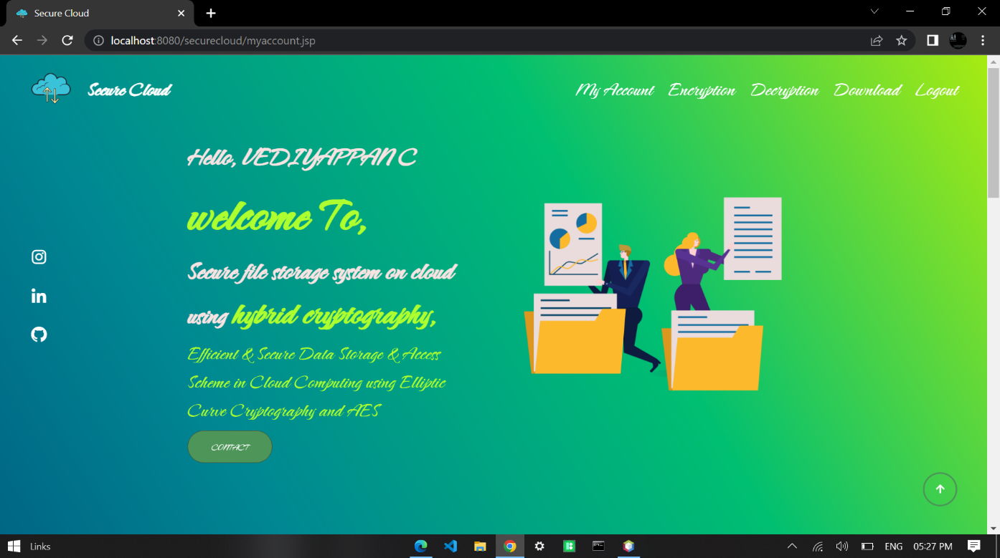 Secure Cloud
localhost:8080/securecloud/myaccount.jsp
Secure Cloud
My Account Encryption Decryption Download Logout
Hello, VEDIYAPPAN C
welcome To,
Secure file storage system on cloud
using hybrid cryptography,
Efficient & Secure Data Storage & Access
Scheme in Cloud Computing using Elliptic
Curve Cryptography and AES
CONTACT
Links
ENG
05:27 PM